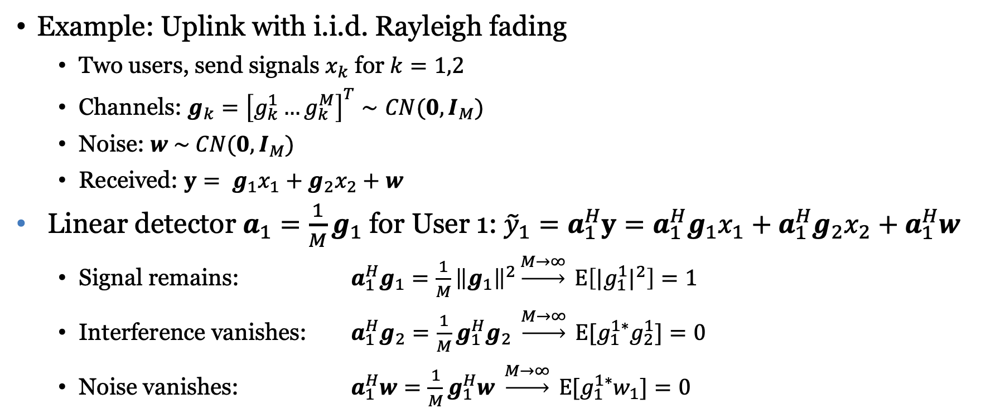 • Example: Uplink with i.i.d. Rayleigh fading
• Two users, send signals $x_k$ for $k = 1,2$
• Channels: $\boldsymbol{g}_k = [g_k^1 \ldots g_k^M]^T \sim CN(\mathbf{0}, \boldsymbol{I}_M)$
• Noise: $\boldsymbol{w} \sim CN(\mathbf{0}, \boldsymbol{I}_M)$
• Received: $\mathbf{y} = \boldsymbol{g}_1 x_1 + \boldsymbol{g}_2 x_2 + \boldsymbol{w}$
• Linear detector $\boldsymbol{a}_1 = \frac{1}{M} \boldsymbol{g}_1$ for User 1: $\tilde{y}_1 = \boldsymbol{a}_1^H \mathbf{y} = \boldsymbol{a}_1^H \boldsymbol{g}_1 x_1 + \boldsymbol{a}_1^H \boldsymbol{g}_2 x_2 + \boldsymbol{a}_1^H \boldsymbol{w}$
• Signal remains: $\boldsymbol{a}_1^H \boldsymbol{g}_1 = \frac{1}{M} \|\boldsymbol{g}_1\|^2 \xrightarrow{M \to \infty} \mathrm{E}[|g_1^1|^2] = 1$
• Interference vanishes: $\boldsymbol{a}_1^H \boldsymbol{g}_2 = \frac{1}{M} \boldsymbol{g}_1^H \boldsymbol{g}_2 \xrightarrow{M \to \infty} \mathrm{E}[g_1^{1*} g_2^1] = 0$
• Noise vanishes: $\boldsymbol{a}_1^H \boldsymbol{w} = \frac{1}{M} \boldsymbol{g}_1^H \boldsymbol{w} \xrightarrow{M \to \infty} \mathrm{E}[g_1^{1*} w_1] = 0$